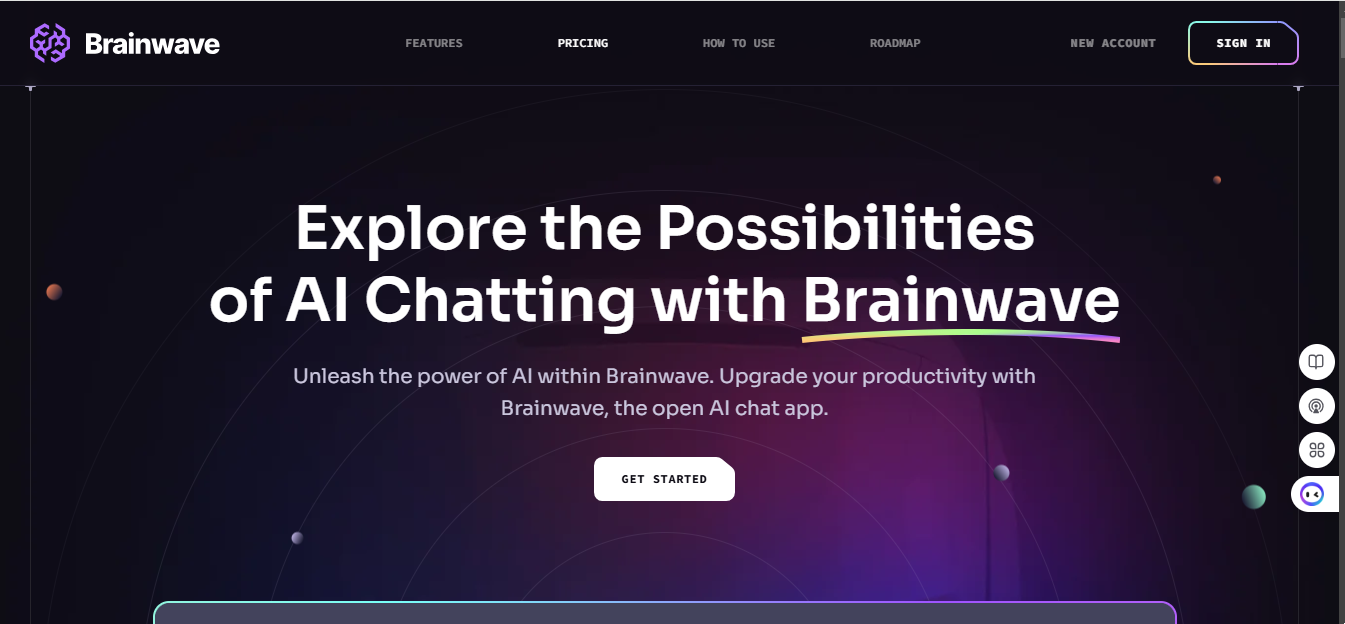 Brainwave
FEATURES
PRICING
HOW TO USE
ROADMAP
NEW ACCOUNT
SIGN IN
Explore the Possibilities
of AI Chatting with Brainwave
Unleash the power of AI within Brainwave. Upgrade your productivity with
Brainwave, the open AI chat app.
GET STARTED